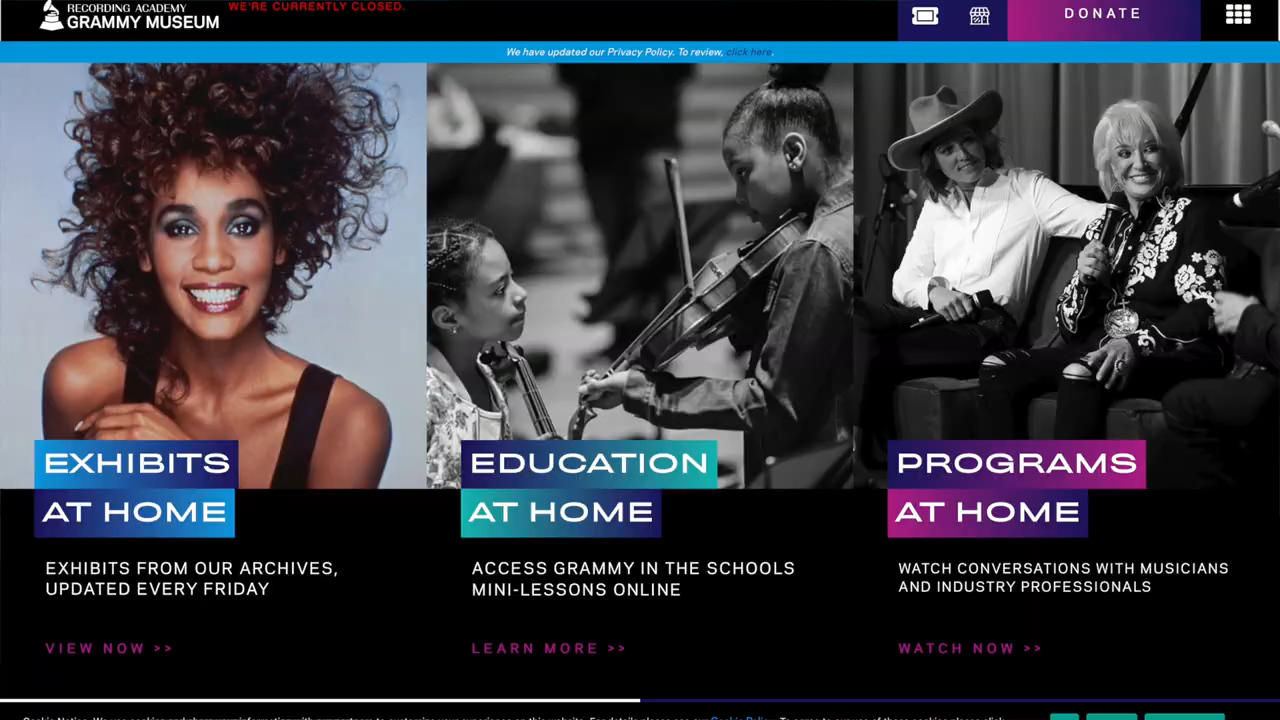 RECORDING ACADEMY
GRAMMY MUSEUM
WE'RE CURRENTLY CLOSED.
DONATE
We have updated our Privacy Policy. To review, click here.
EXHIBITS
AT HOME
EXHIBITS FROM OUR ARCHIVES,
UPDATED EVERY FRIDAY
VIEW NOW >>
EDUCATION
AT HOME
ACCESS GRAMMY IN THE SCHOOLS
MINI-LESSONS ONLINE
LEARN MORE >>
PROGRAMS
AT HOME
WATCH CONVERSATIONS WITH MUSICIANS
AND INDUSTRY PROFESSIONALS
WATCH NOW >>